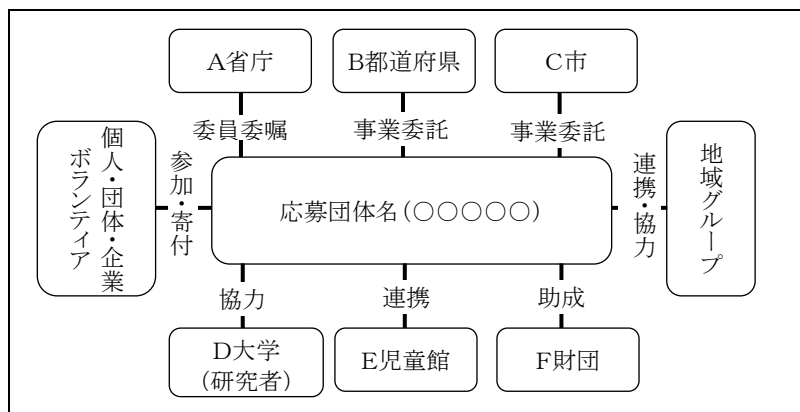 A省庁
B都道府県
C市
委員委嘱
事業委託
事業委託
個人・団体・企業
ボランティア
参加・寄付
応募団体名(○○○○○)
連携・協力
地域グループ
協力
連携
助成
D大学
(研究者)
E児童館
F財団